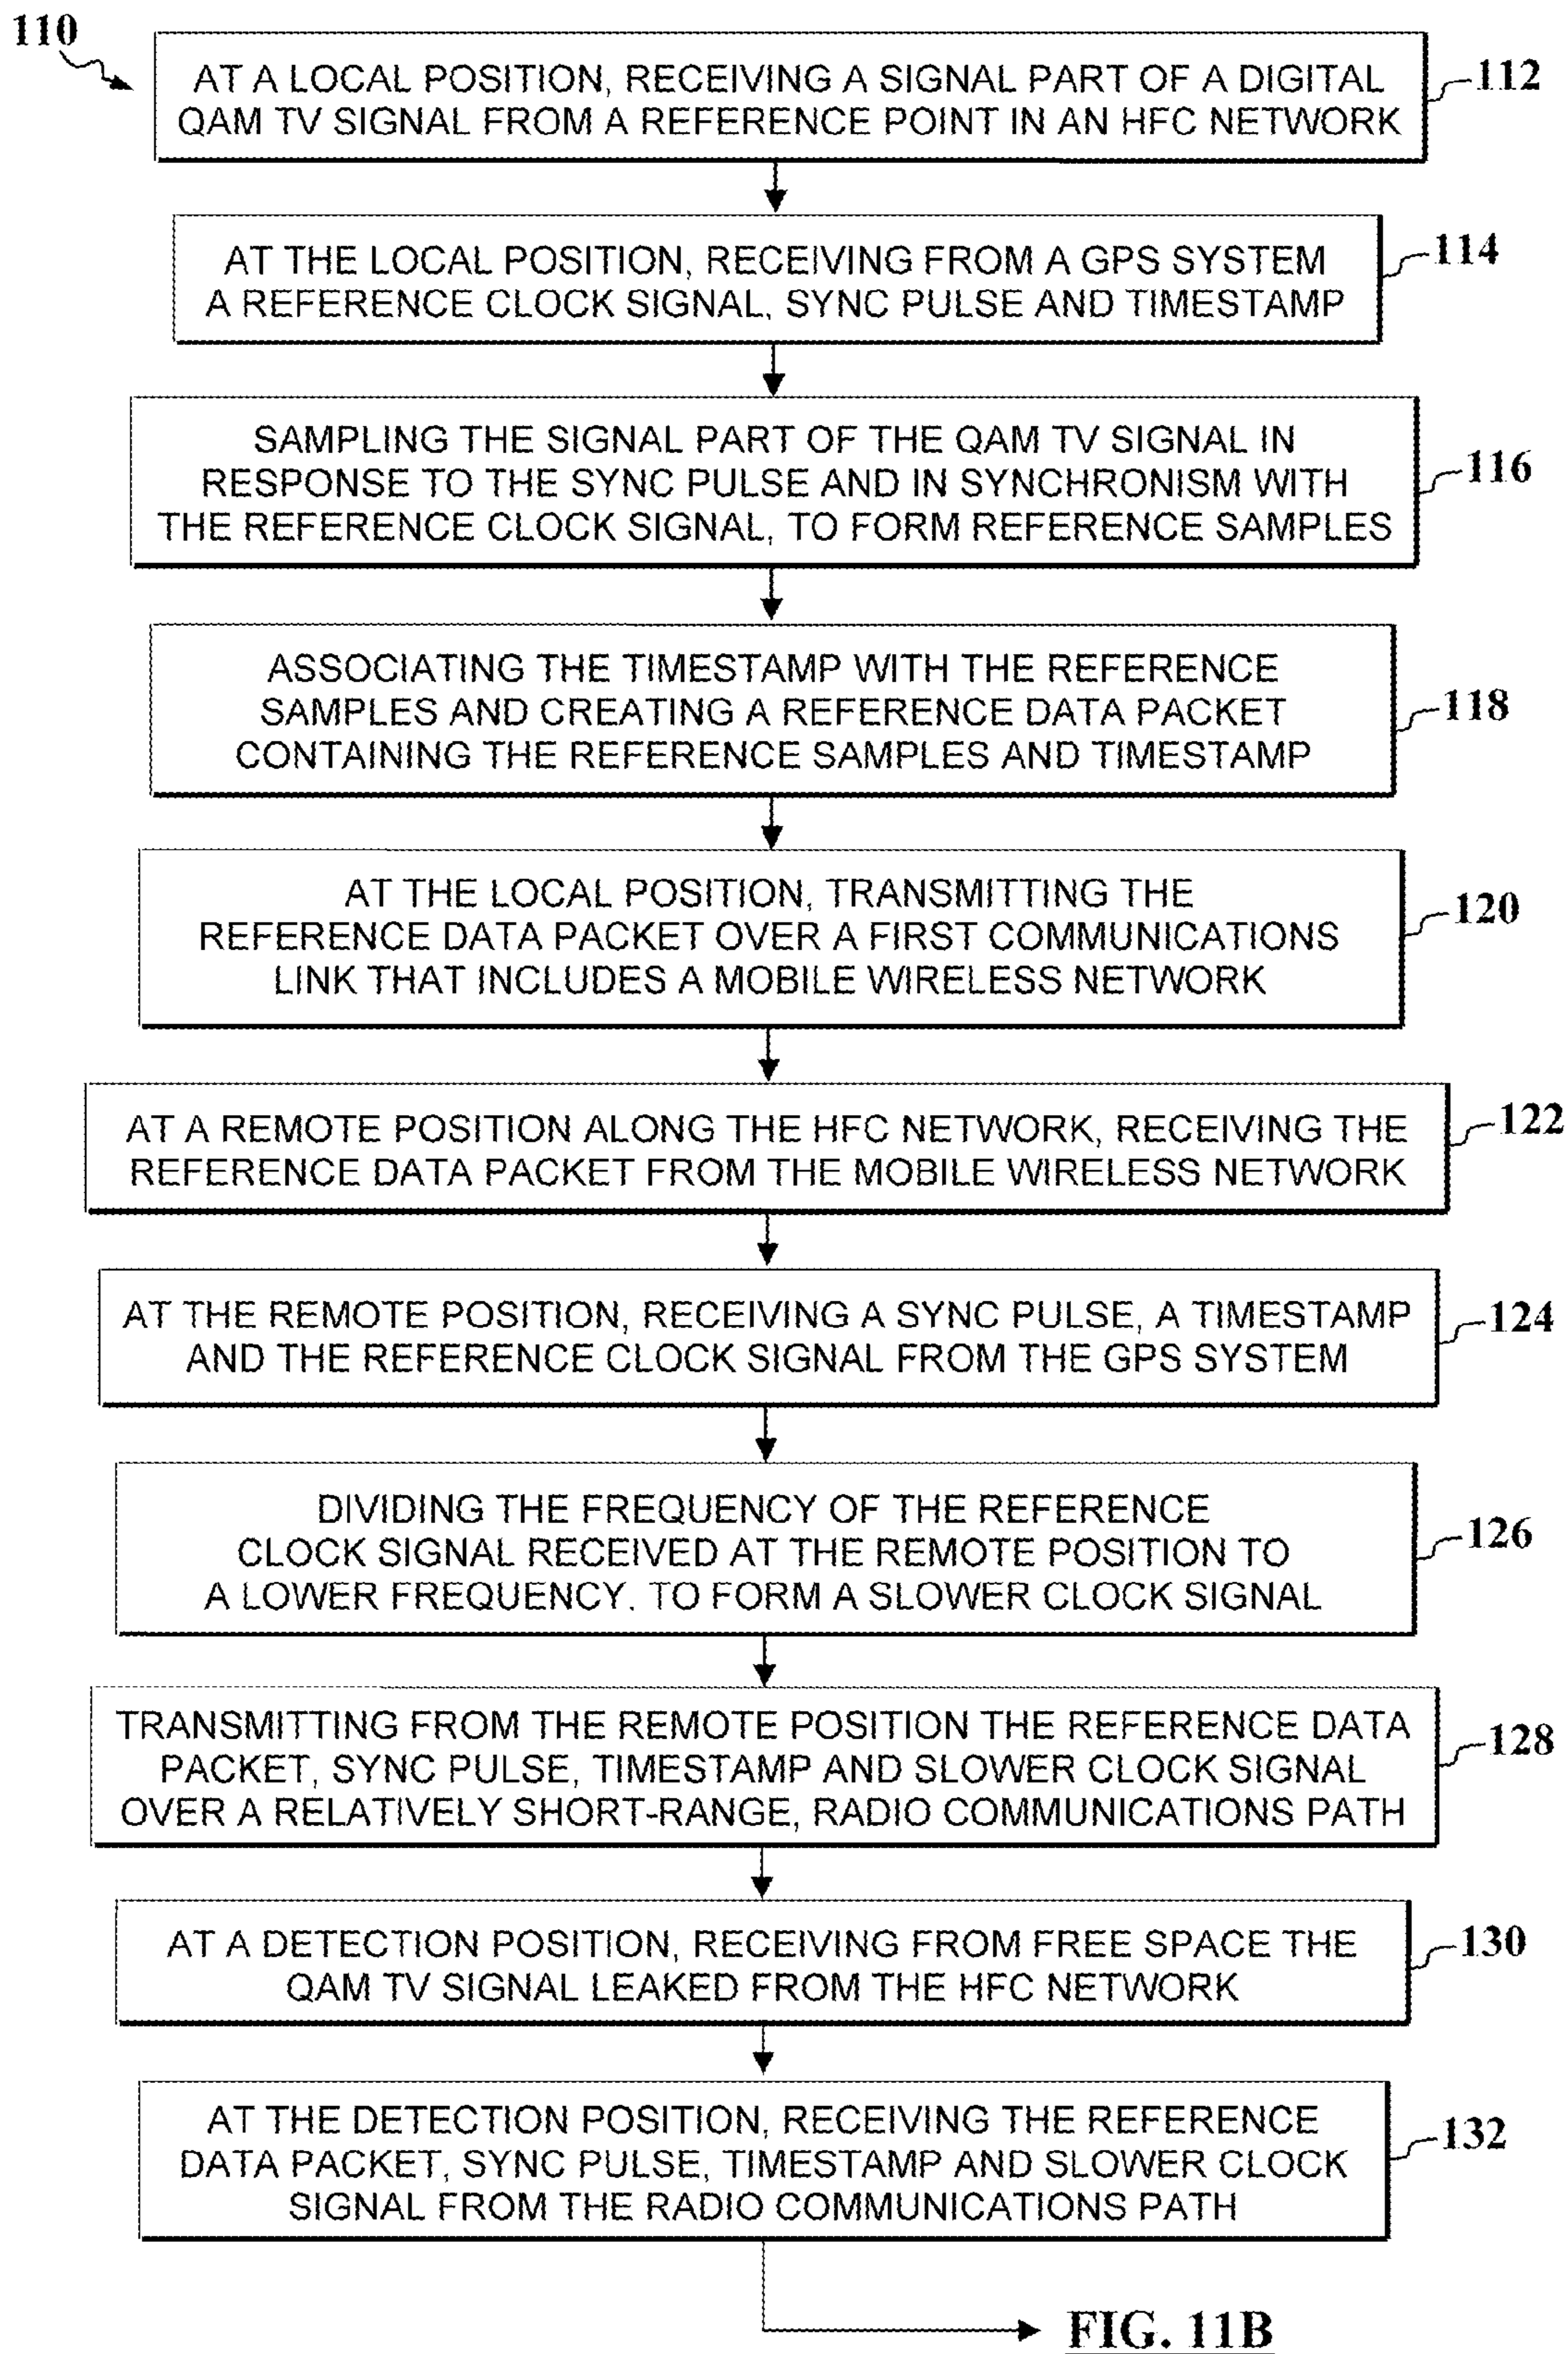 110
AT A LOCAL POSITION, RECEIVING A SIGNAL PART OF A DIGITAL
QAM TV SIGNAL FROM A REFERENCE POINT IN AN HFC NETWORK
112
AT THE LOCAL POSITION, RECEIVING FROM A GPS SYSTEM
A REFERENCE CLOCK SIGNAL, SYNC PULSE AND TIMESTAMP
114
SAMPLING THE SIGNAL PART OF THE QAM TV SIGNAL IN
RESPONSE TO THE SYNC PULSE AND IN SYNCHRONISM WITH
THE REFERENCE CLOCK SIGNAL, TO FORM REFERENCE SAMPLES
116
ASSOCIATING THE TIMESTAMP WITH THE REFERENCE
SAMPLES AND CREATING A REFERENCE DATA PACKET
CONTAINING THE REFERENCE SAMPLES AND TIMESTAMP
118
AT THE LOCAL POSITION, TRANSMITTING THE
REFERENCE DATA PACKET OVER A FIRST COMMUNICATIONS
LINK THAT INCLUDES A MOBILE WIRELESS NETWORK
120
AT A REMOTE POSITION ALONG THE HFC NETWORK, RECEIVING THE
REFERENCE DATA PACKET FROM THE MOBILE WIRELESS NETWORK
122
AT THE REMOTE POSITION, RECEIVING A SYNC PULSE, A TIMESTAMP
AND THE REFERENCE CLOCK SIGNAL FROM THE GPS SYSTEM
124
DIVIDING THE FREQUENCY OF THE REFERENCE
CLOCK SIGNAL RECEIVED AT THE REMOTE POSITION TO
A LOWER FREQUENCY. TO FORM A SLOWER CLOCK SIGNAL
126
TRANSMITTING FROM THE REMOTE POSITION THE REFERENCE DATA
PACKET, SYNC PULSE, TIMESTAMP AND SLOWER CLOCK SIGNAL
OVER A RELATIVELY SHORT-RANGE, RADIO COMMUNICATIONS PATH
128
AT A DETECTION POSITION, RECEIVING FROM FREE SPACE THE
QAM TV SIGNAL LEAKED FROM THE HFC NETWORK
130
AT THE DETECTION POSITION, RECEIVING THE REFERENCE
DATA PACKET, SYNC PULSE, TIMESTAMP AND SLOWER CLOCK
SIGNAL FROM THE RADIO COMMUNICATIONS PATH
132
FIG. 11B